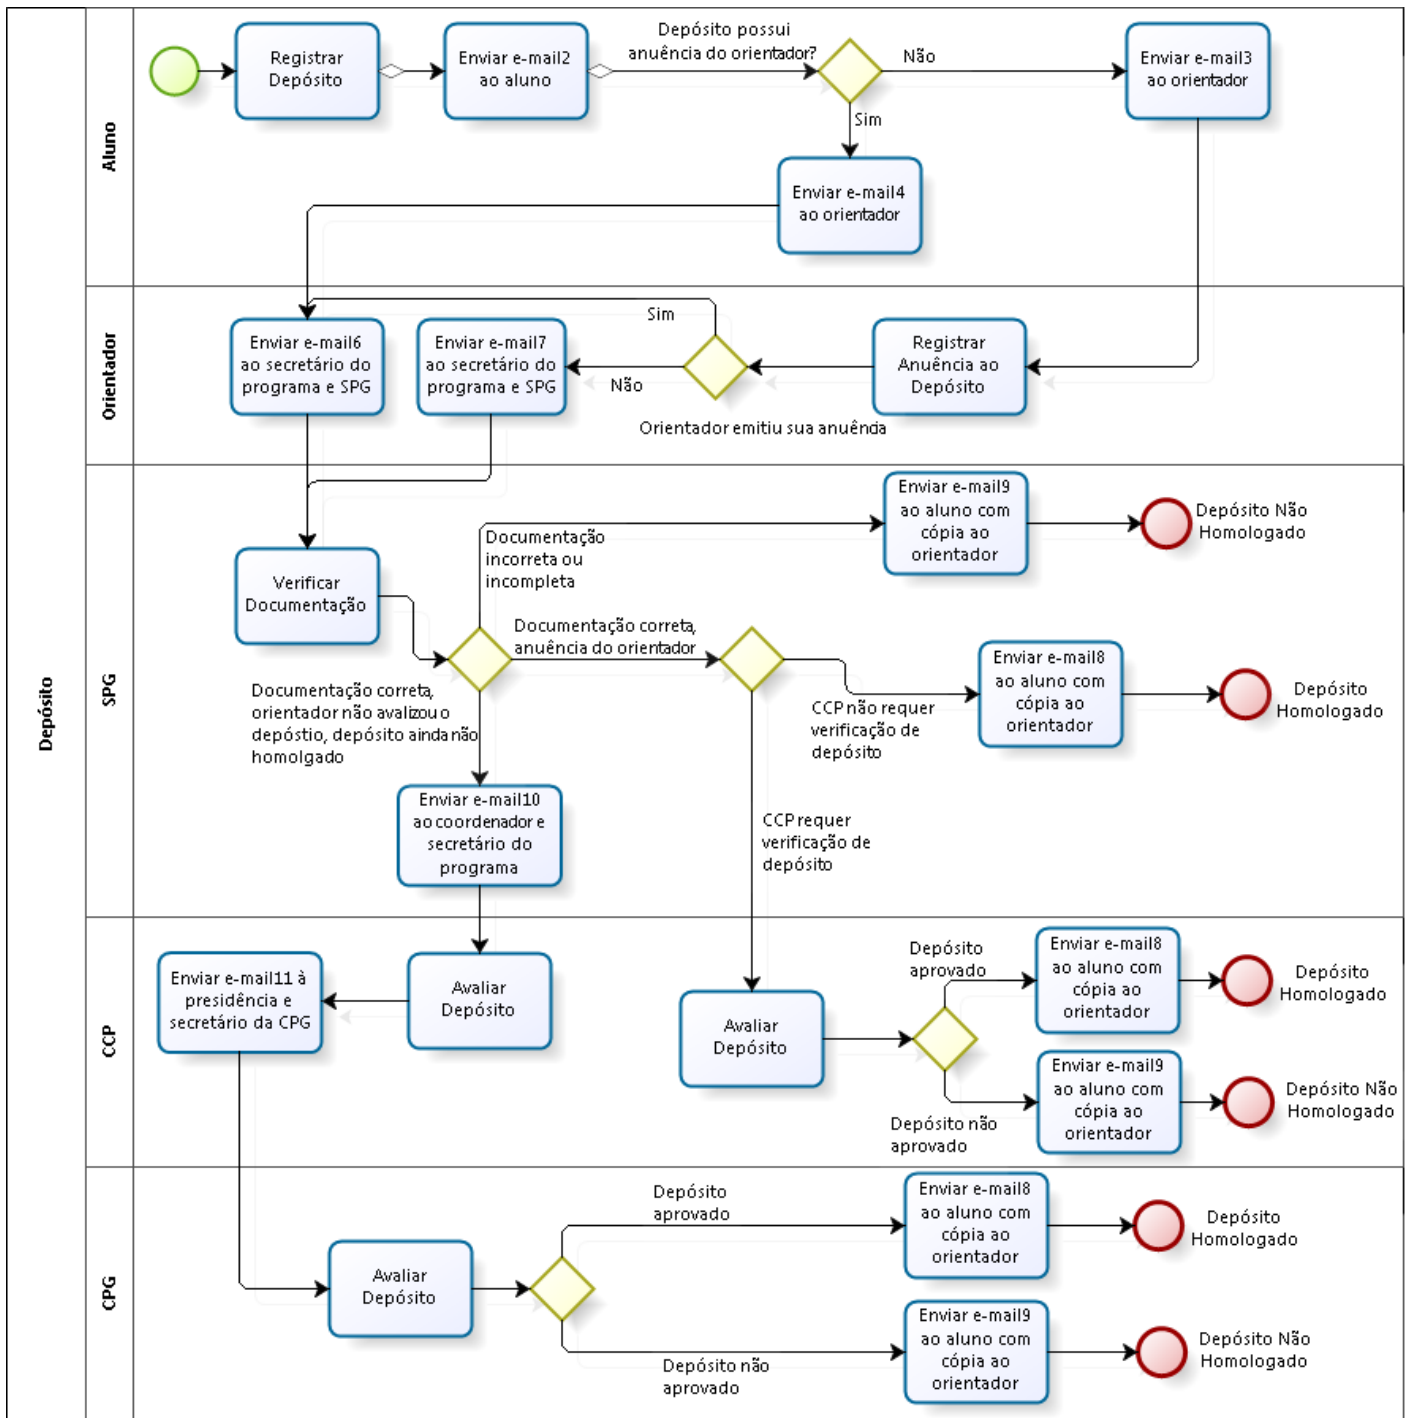 Depósito
Aluno
Registrar
Depósito
Enviar e-mail2
ao aluno
Depósito possui
anuência do orientador?
Não
Enviar e-mail3
ao orientador
Sim
Enviar e-mail4
ao orientador
Orientador
Enviar e-mail6
ao secretário do
programa e SPG
Enviar e-mail7
ao secretário do
programa e SPG
Sim
Não
Orientador emitiu sua anuência
Registrar
Anuência ao
Depósito
SPG
Verificar
Documentação
Documentação
incorreta ou
incompleta
Enviar e-mail9
ao aluno com
cópia ao
orientador
Depósito Não
Homologado
Documentação correta,
anuência do orientador
Documentação correta,
orientador não avalizou o
depóstio, depósito ainda não
homolgado
CCP não requer
verificação de
depósito
Enviar e-mail8
ao aluno com
cópia ao
orientador
Depósito
Homologado
Enviar e-mail10
ao coordenador e
secretário do
programa
CCP requer
verificação de
depósito
CCP
Enviar e-mail11 à
presidência e
secretário da CPG
Avaliar
Depósito
Avaliar
Depósito
Depósito
aprovado
Enviar e-mail8
ao aluno com
cópia ao
orientador
Depósito
Homologado
Depósito não
aprovado
Enviar e-mail9
ao aluno com
cópia ao
orientador
Depósito Não
Homologado
CPG
Avaliar
Depósito
Depósito
aprovado
Enviar e-mail8
ao aluno com
cópia ao
orientador
Depósito
Homologado
Depósito não
aprovado
Enviar e-mail9
ao aluno com
cópia ao
orientador
Depósito Não
Homologado